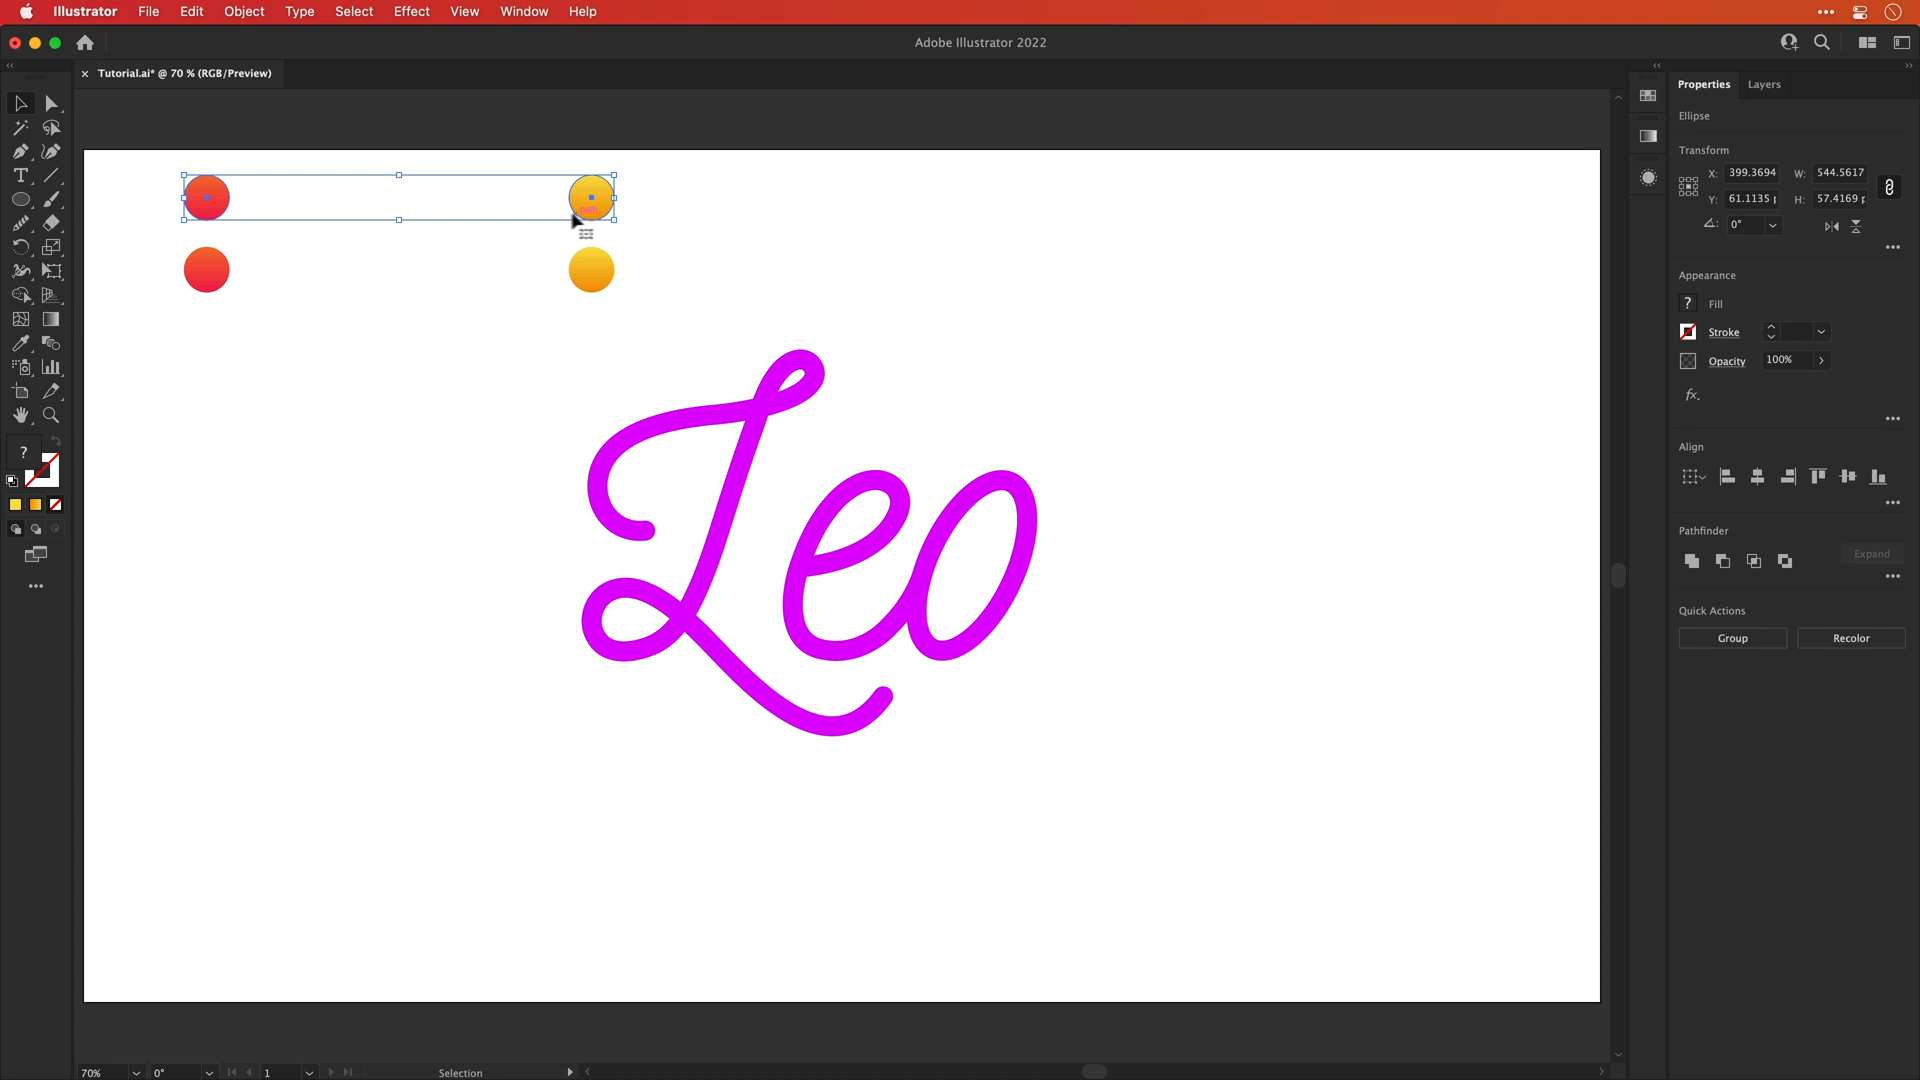 Illustrator File Edit Object Type Select Effect View Window Help
Adobe Illustrator 2022
Tutorial.ai* @ 70 % (RGB/Preview)
Properties Layers
Ellipse
Transform
X: 399.3694 W: 544.5617
Y: 61.1135 p H: 57.4169 p
0°
Appearance
? Fill
Stroke
Opacity 100%
fx.
Align
Pathfinder
Expand
Quick Actions
Group Recolor
path
Leo
?
70% 0° 1 Selection